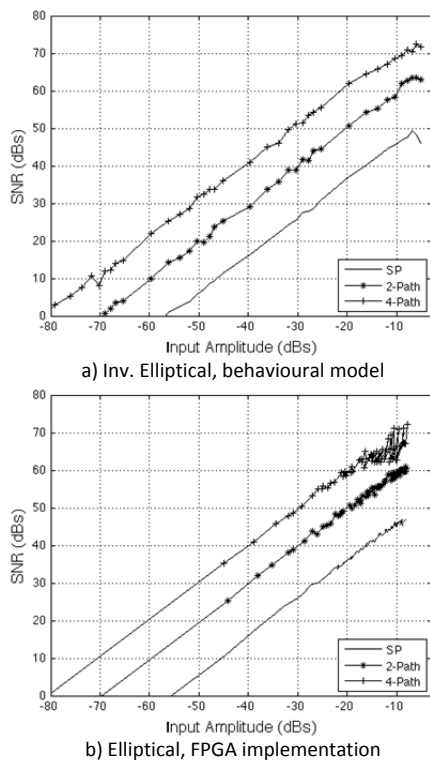 80
70
60
50
40
30
20
10
0
SNR (dBs)
SP
2-Path
4-Path
-80 -70 -60 -50 -40 -30 -20 -10
Input Amplitude (dBs)
a) Inv. Elliptical, behavioural model
80
70
60
50
40
30
20
10
0
SNR (dBs)
SP
2-Path
4-Path
-80 -70 -60 -50 -40 -30 -20 -10
Input Amplitude (dBs)
b) Elliptical, FPGA implementation